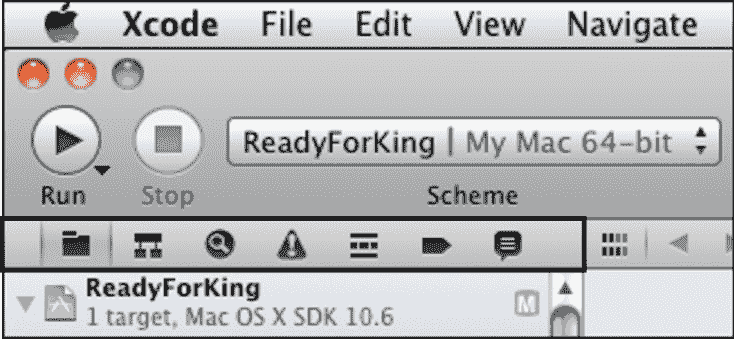 Xcode File Edit View Navigate
ReadyForKing | My Mac 64-bit
Run Stop Scheme
ReadyForKing
M
1 target, Mac OS X SDK 10.6